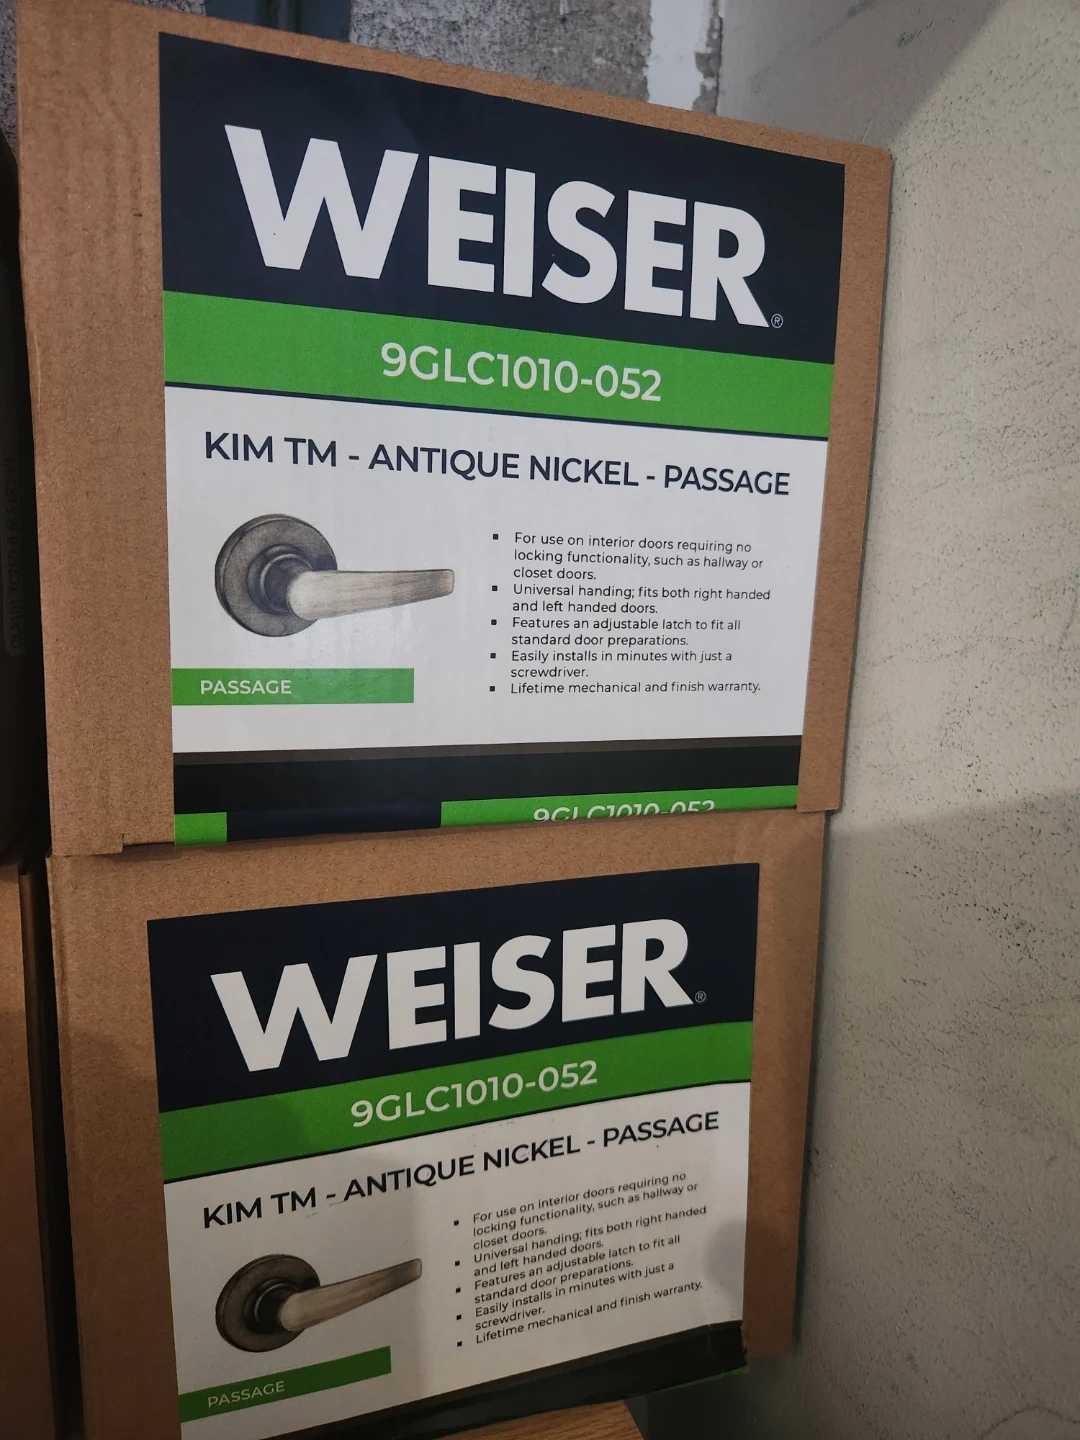 WEISER®
9GLC1010-052
KIM TM - ANTIQUE NICKEL - PASSAGE
▪ For use on interior doors requiring no
locking functionality, such as hallway or
closet doors.
▪ Universal handing; fits both right handed
and left handed doors.
▪ Features an adjustable latch to fit all
standard door preparations.
▪ Easily installs in minutes with just a
screwdriver.
▪ Lifetime mechanical and finish warranty.
PASSAGE
9GLC1010-052
WEISER®
9GLC1010-052
KIM TM - ANTIQUE NICKEL - PASSAGE
▪ For use on interior doors requiring no
locking functionality, such as hallway or
closet doors.
▪ Universal handing; fits both right handed
and left handed doors.
▪ Features an adjustable latch to fit all
standard door preparations.
▪ Easily installs in minutes with just a
screwdriver.
▪ Lifetime mechanical and finish warranty.
PASSAGE